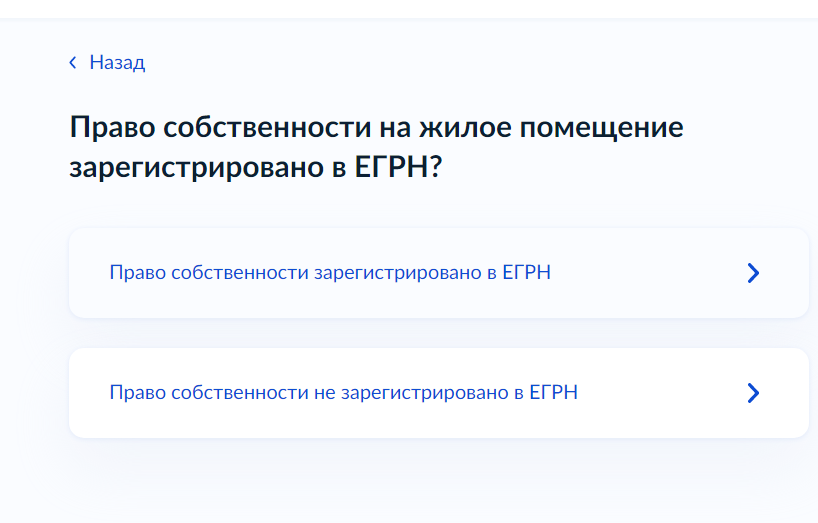 Назад
Право собственности на жилое помещение
зарегистрировано в ЕГРН?
Право собственности зарегистрировано в ЕГРН
Право собственности не зарегистрировано в ЕГРН